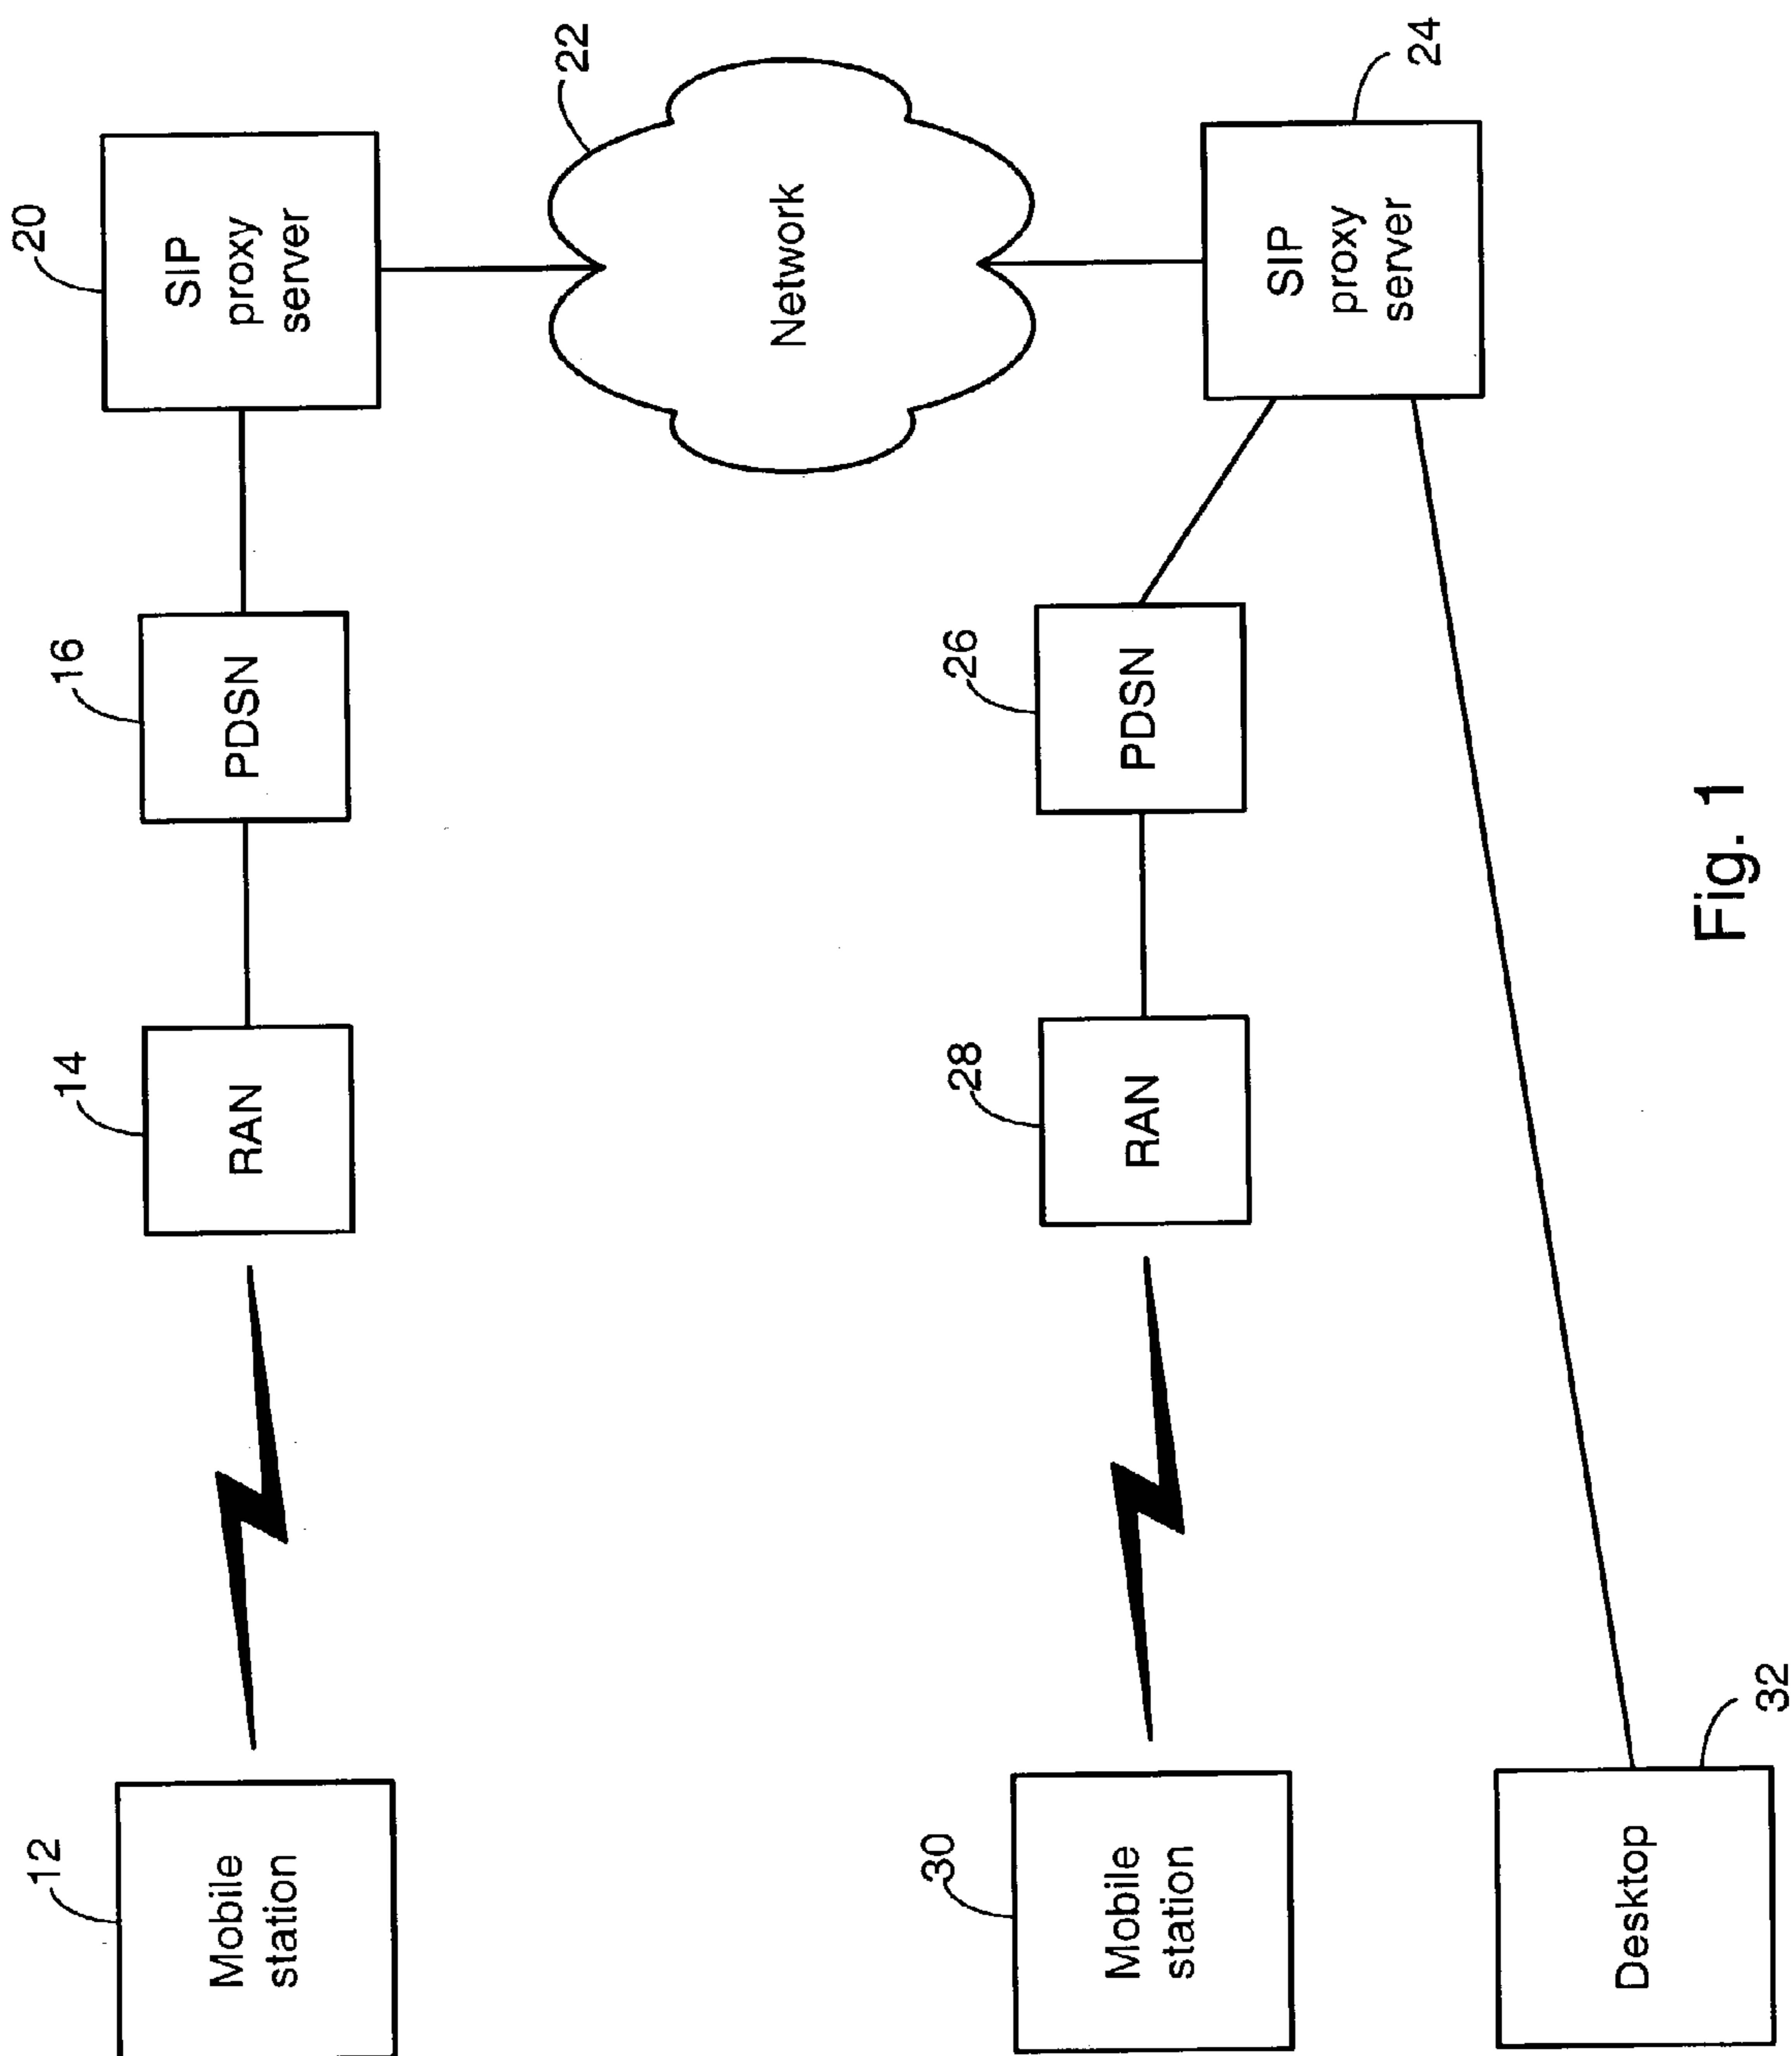 12
Mobile
station
14
RAN
16
PDSN
20
SIP
proxy
server
22
Network
30
Mobile
station
28
RAN
26
PDSN
SIP
proxy
server
24
Desktop
32
Fig. 1